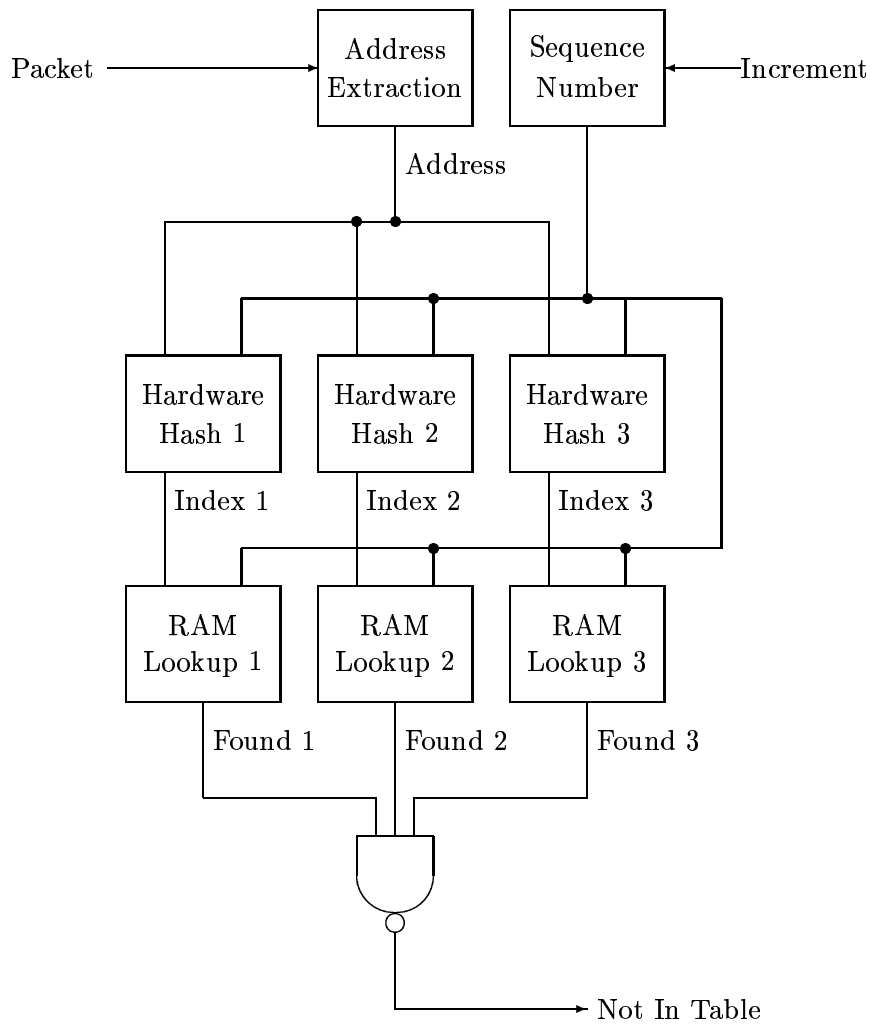 Packet
Address
Extraction
Sequence
Number
Increment
Address
Hardware
Hash 1
Hardware
Hash 2
Hardware
Hash 3
Index 1
Index 2
Index 3
RAM
Lookup 1
RAM
Lookup 2
RAM
Lookup 3
Found 1
Found 2
Found 3
Not In Table